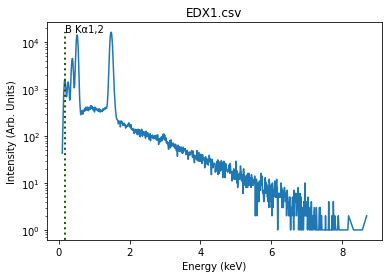 EDX1.csv
B Kα1,2
10⁴
10³
10²
10¹
10⁰
Intensity (Arb. Units)
0 2 4 6 8
Energy (keV)